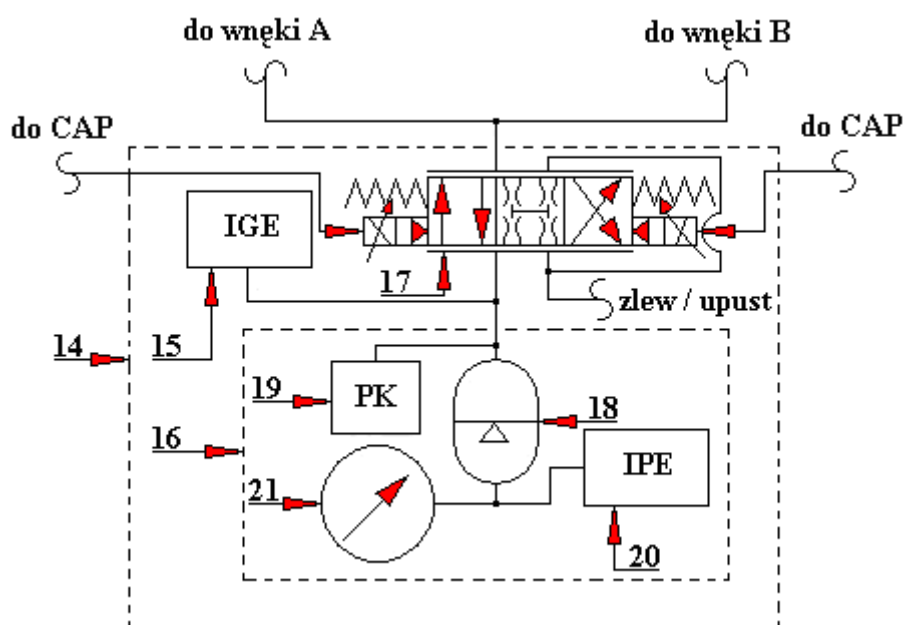 do wnęki A
do wnęki B
do CAP
do CAP
IGE
17
zlew / upust
14
15
19
PK
18
16
IPE
21
20